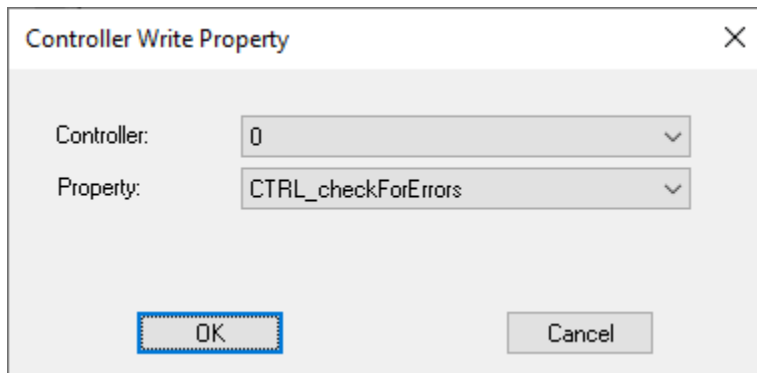 Controller Write Property
Controller: 0
Property: CTRL_checkForErrors
OK Cancel